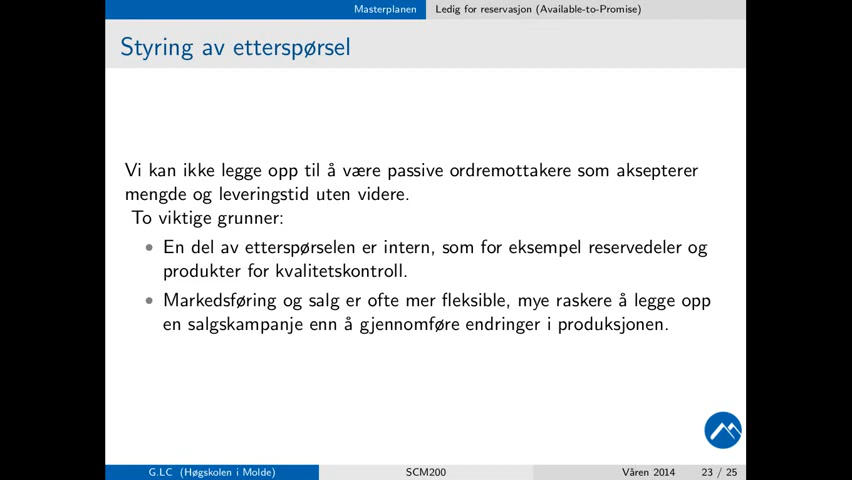 Masterplanen Ledig for reservasjon (Available-to-Promise)
Styring av etterspørsel
Vi kan ikke legge opp til å være passive ordremottakere som aksepterer
mengde og leveringstid uten videre.
To viktige grunner:
• En del av etterspørselen er intern, som for eksempel reservedeler og
produkter for kvalitetskontroll.
• Markedsføring og salg er ofte mer fleksible, mye raskere å legge opp
en salgskampanje enn å gjennomføre endringer i produksjonen.
G.LC (Høgskolen i Molde) SCM200 Våren 2014 23 / 25